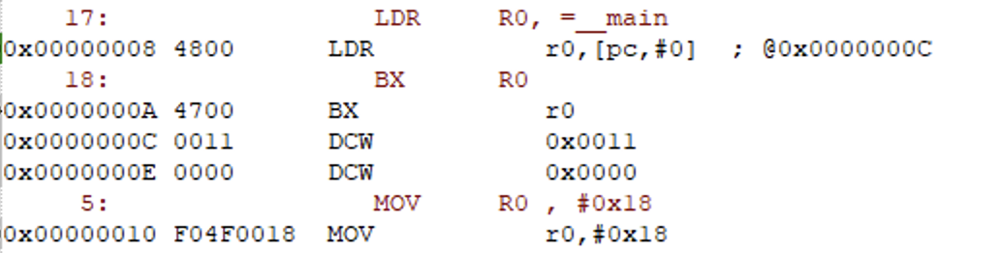 17: LDR R0, =__main
0x00000008 4800 LDR r0,[pc,#0] ; @0x0000000C
18: BX R0
0x0000000A 4700 BX r0
0x0000000C 0011 DCW 0x0011
0x0000000E 0000 DCW 0x0000
5: MOV R0 , #0x18
0x00000010 F04F0018 MOV r0,#0x18